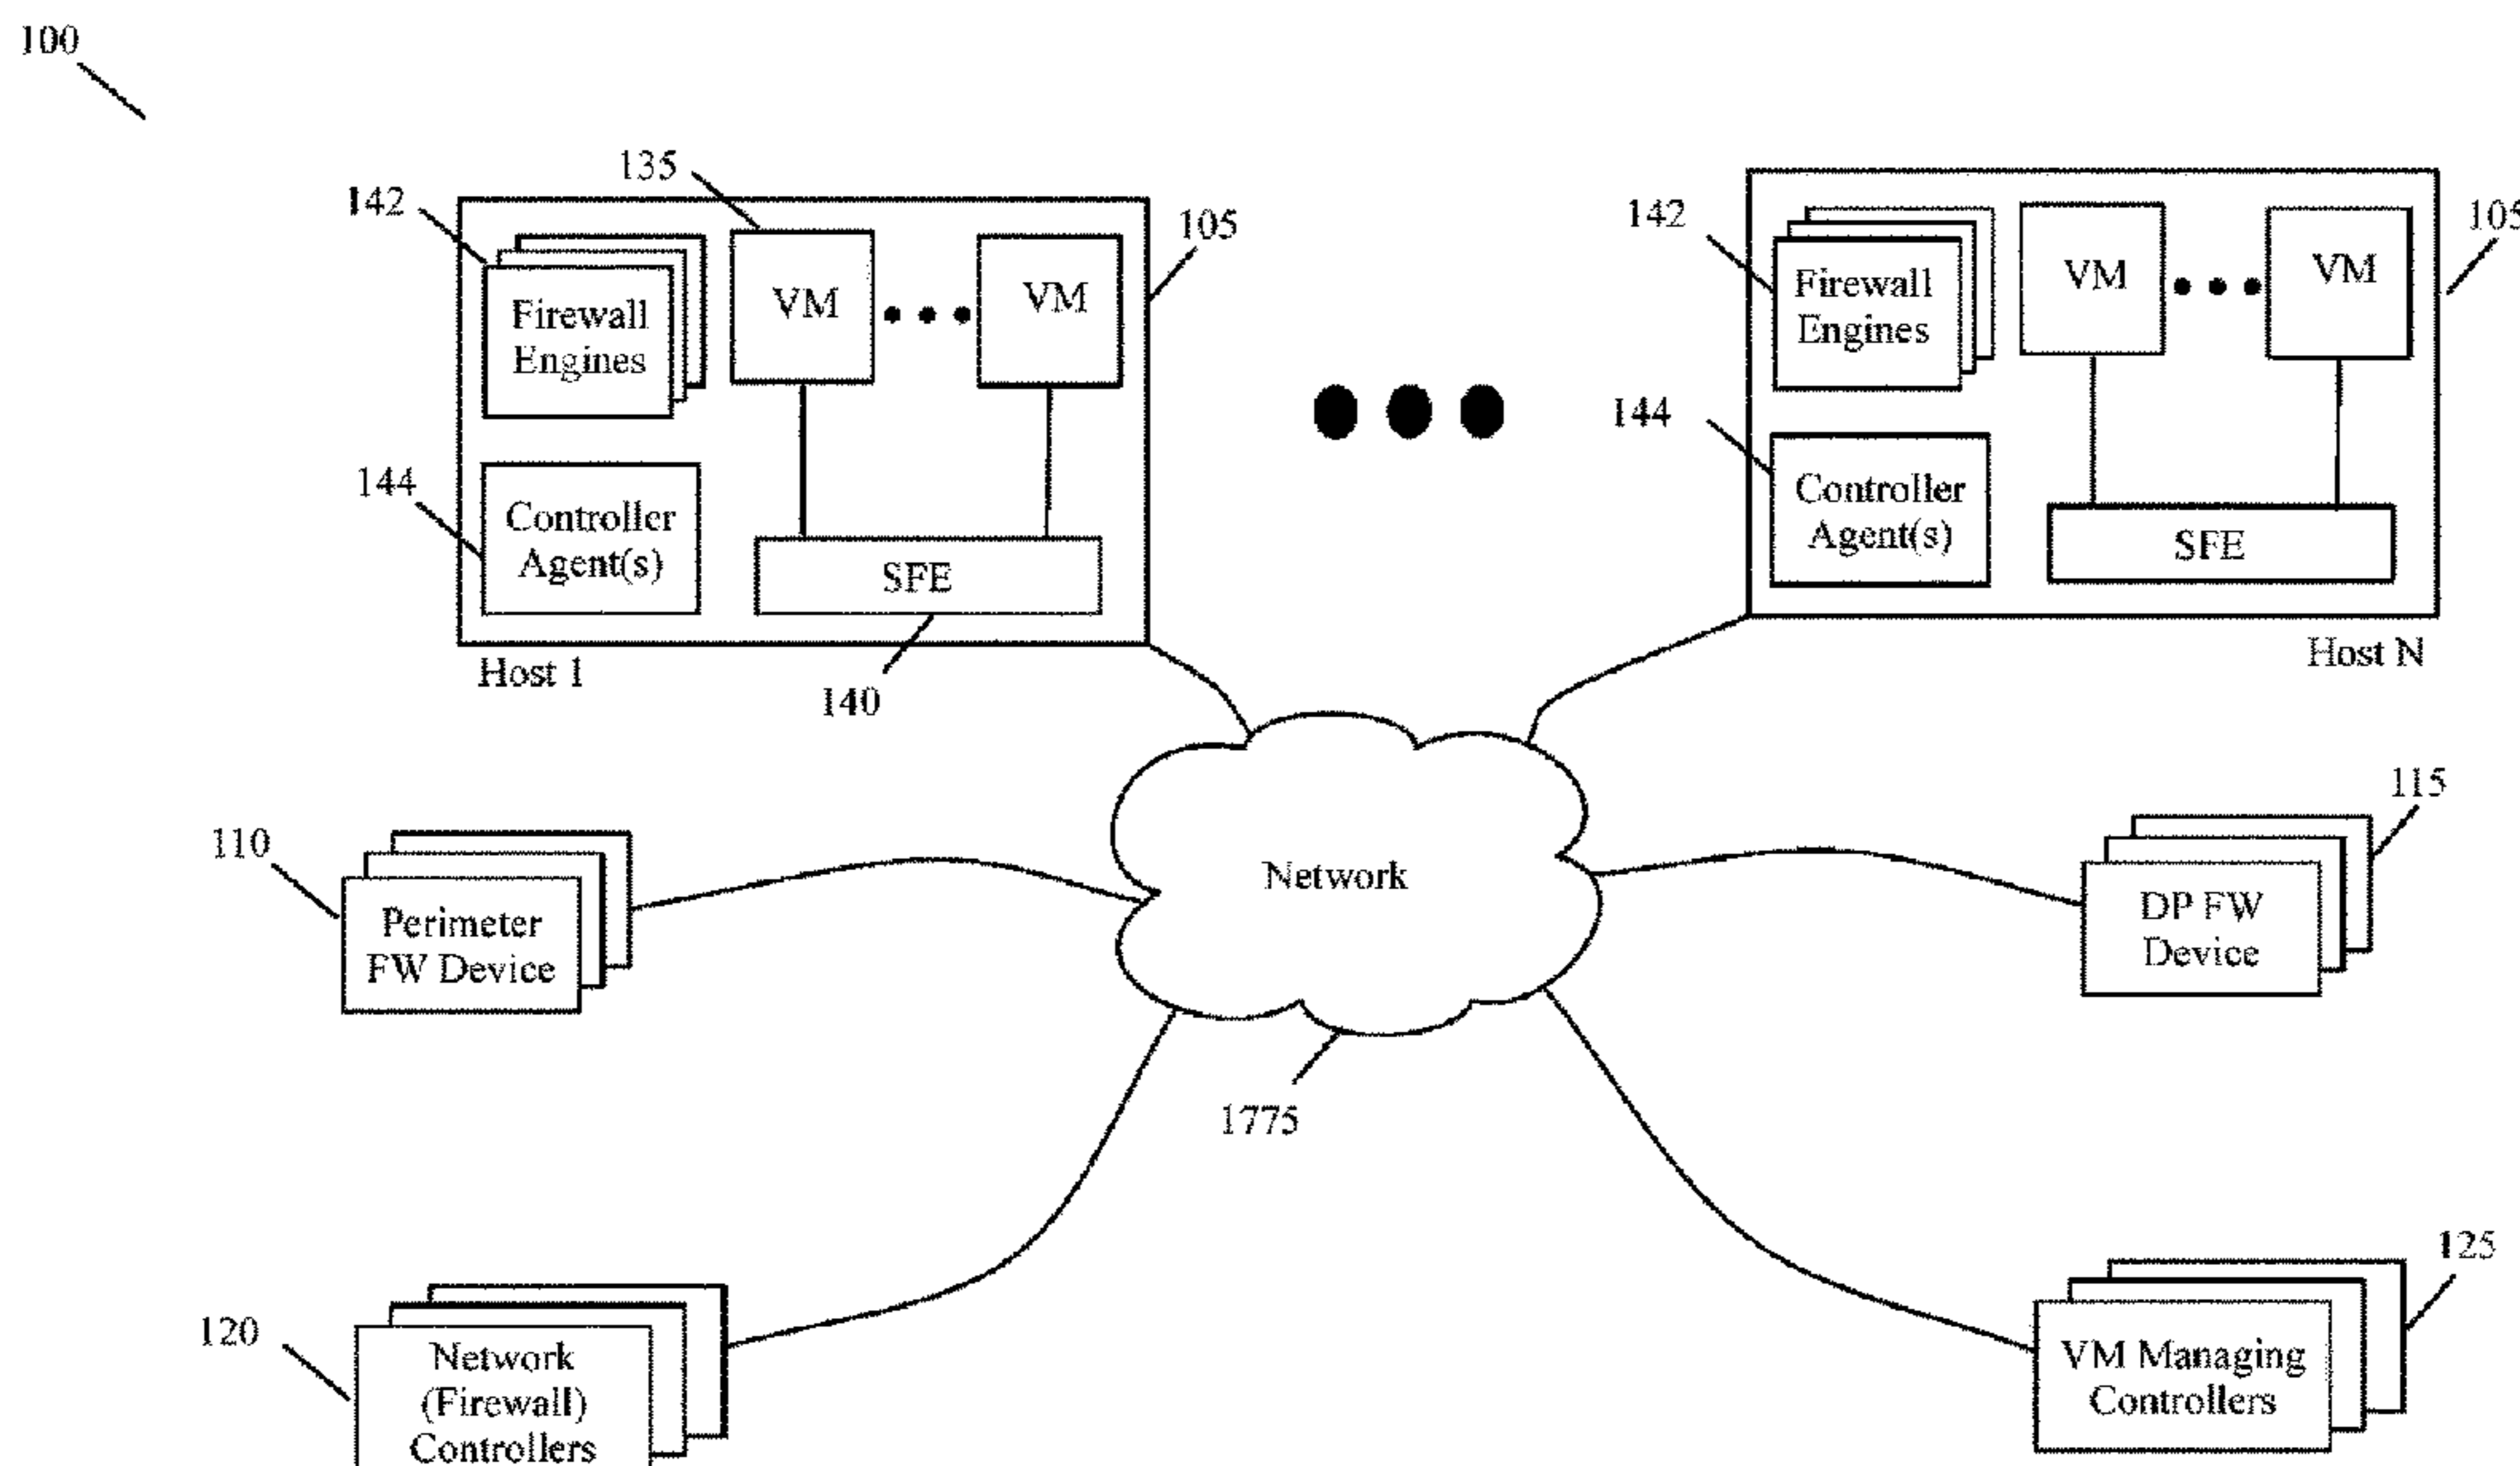 100
135
142
105
142
105
VM
VM
Firewall
Engines
VM
VM
Firewall
Engines
144
Controller
Agent(s)
SFE
144
Controller
Agent(s)
SFE
Host 1
140
Host N
110
115
Network
Perimeter
FW Device
DP FW
Device
1775
120
125
Network
(Firewall)
Controllers
VM Managing
Controllers